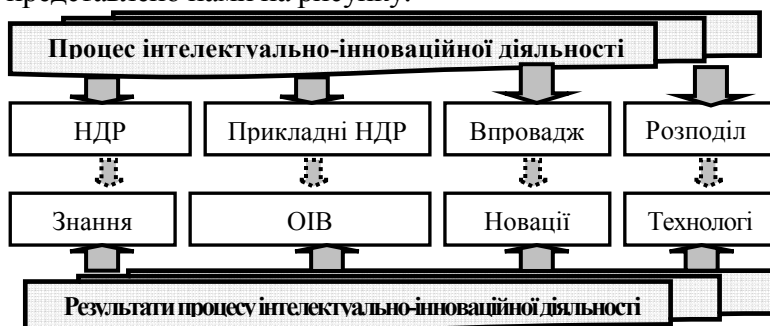 представлено нами на рисунку.
Процес інтелектуально-інноваційної діяльності
НДР Прикладні НДР Впровадж Розподіл
Знання ОІВ Новації Технологі
Результати процесу інтелектуально-інноваційної діяльності